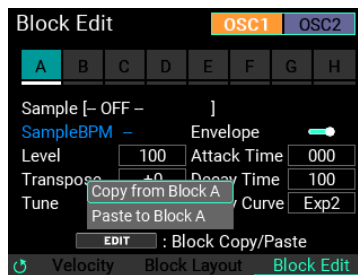 Block Edit OSC1 OSC2
A B C D E F G H
Sample [-- OFF -- ]
SampleBPM -- Envelope
Level 100 Attack Time 000
Transpose +0 Decay Time 100
Copy from Block A
Tune Curve Exp2
Paste to Block A
EDIT : Block Copy/Paste
Velocity Block Layout Block Edit